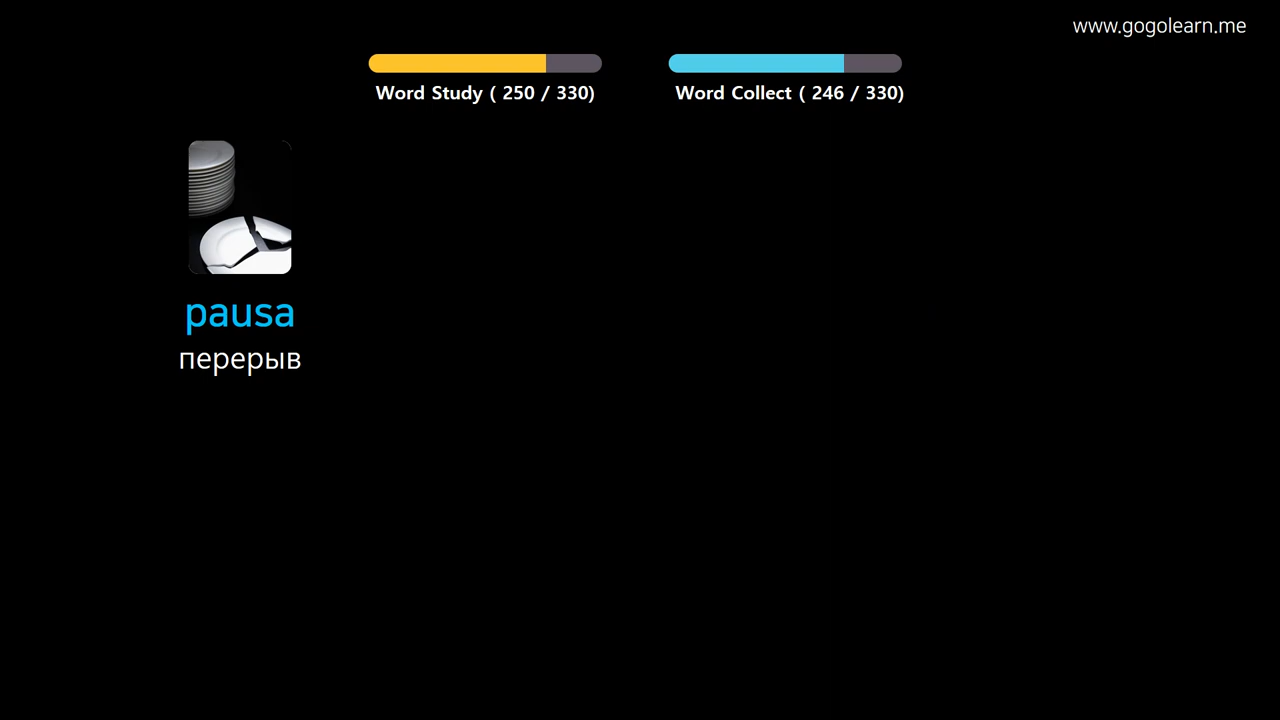 www.gogolearn.me
Word Study ( 250 / 330)
Word Collect ( 246 / 330)
pausa
перерыв